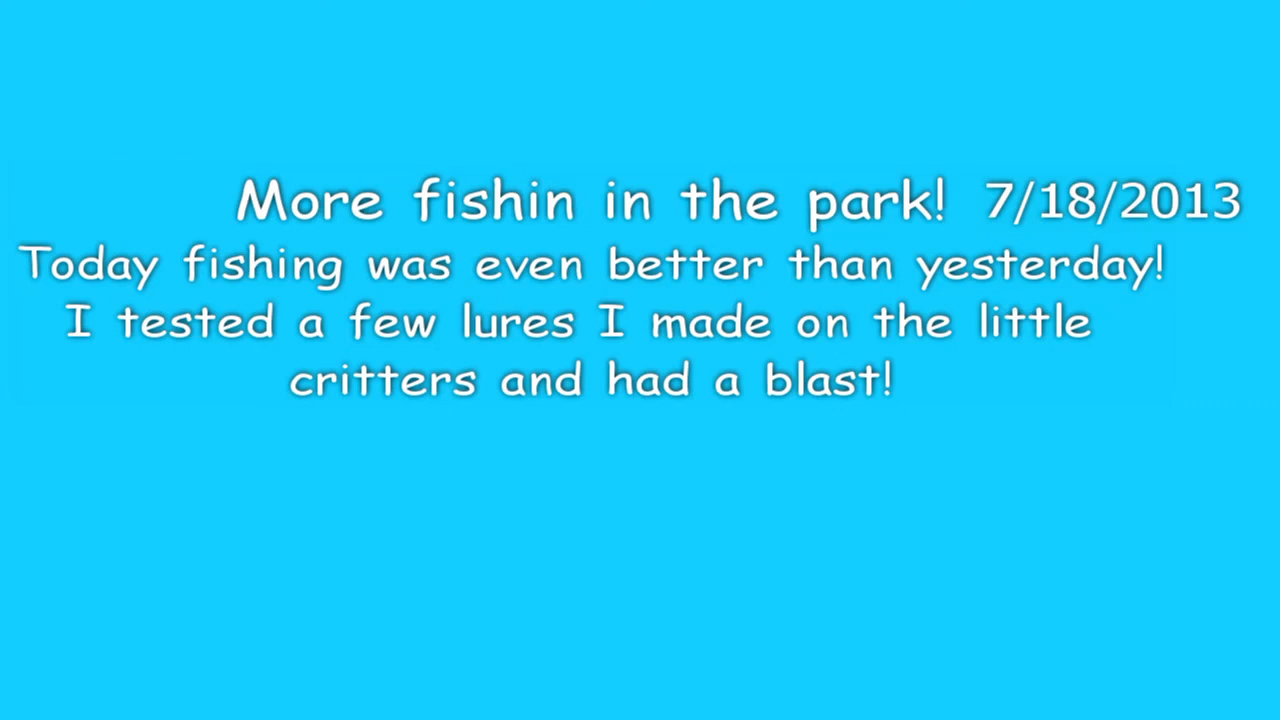 More fishin in the park! 7/18/2013
Today fishing was even better than yesterday!
I tested a few lures I made on the little
critters and had a blast!